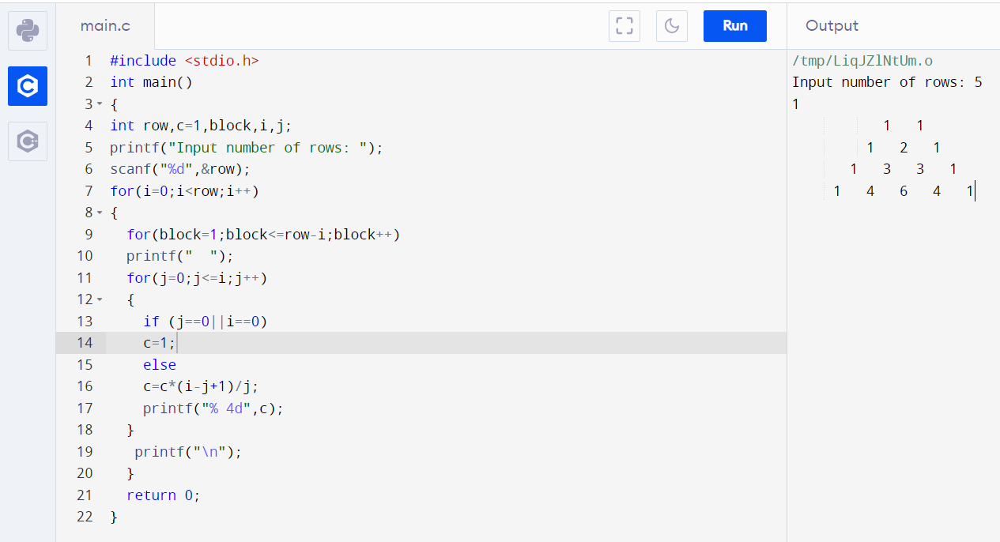 main.c
Run
Output
1 #include <stdio.h>
2 int main()
3 {
4 int row,c=1,block,i,j;
5 printf("Input number of rows: ");
6 scanf("%d",&row);
7 for(i=0;i<row;i++)
8 {
9   for(block=1;block<=row-i;block++)
10   printf("  ");
11   for(j=0;j<=i;j++)
12   {
13     if (j==0||i==0)
14     c=1;
15     else
16     c=c*(i-j+1)/j;
17     printf("% 4d",c);
18   }
19    printf("\n");
20   }
21   return 0;
22 }
/tmp/LiqJZlNtUm.o
Input number of rows: 5
1
           1   1
         1   2   1
       1   3   3   1
     1   4   6   4   1